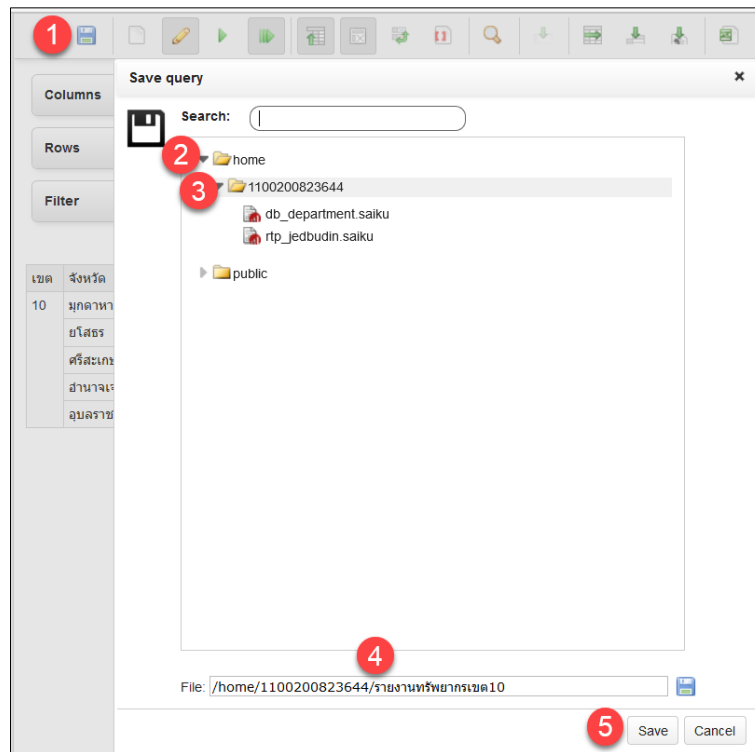 1
Columns
Rows
Filter
เขต จังหวัด
10 มุกดาหา
ยโสธร
ศรีสะเกษ
อำนาจเจ
อุบลราช
Save query
Search:
2 home
3 1100200823644
db_department.saiku
rtp_jedbudin.saiku
public
4
File: /home/1100200823644/รายงานทรัพยากรเขต10
5 Save Cancel